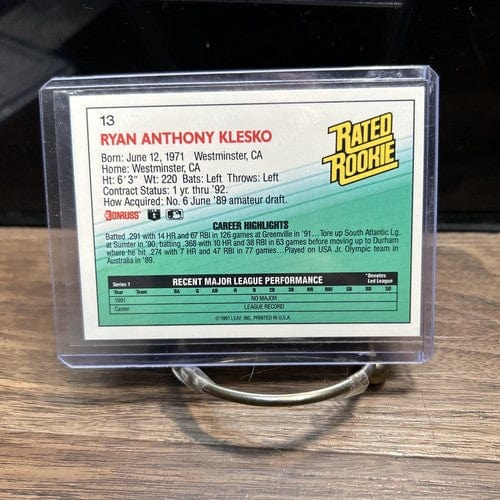 13
RYAN ANTHONY KLESKO
RATED
ROOKIE
Born: June 12, 1971 Westminster, CA
Home: Westminster, CA
Ht: 6'3" Wt: 220 Bats: Left Throws: Left
Contract Status: 1 yr. thru '92.
How Acquired: No. 6 June '89 amateur draft.
DONRUSS
CAREER HIGHLIGHTS
Batted .291 with 14 HR and 67 RBI in 126 games at Greenville in '91...Tore up South Atlantic Lg.
at Sumter in '90, batting .368 with 10 HR and 38 RBI in 63 games before moving up to Durham
where he hit .274 with 7 HR and 47 RBI in 77 games...Played on USA Jr. Olympic team in
Australia in '89.
Series 1 RECENT MAJOR LEAGUE PERFORMANCE *Denotes
Led League
Year Team BA G AB R H 2B 3B HR RBI SB BB SO
1991 NO MAJOR
Career LEAGUE RECORD
© 1991 LEAF, INC. PRINTED IN U.S.A.